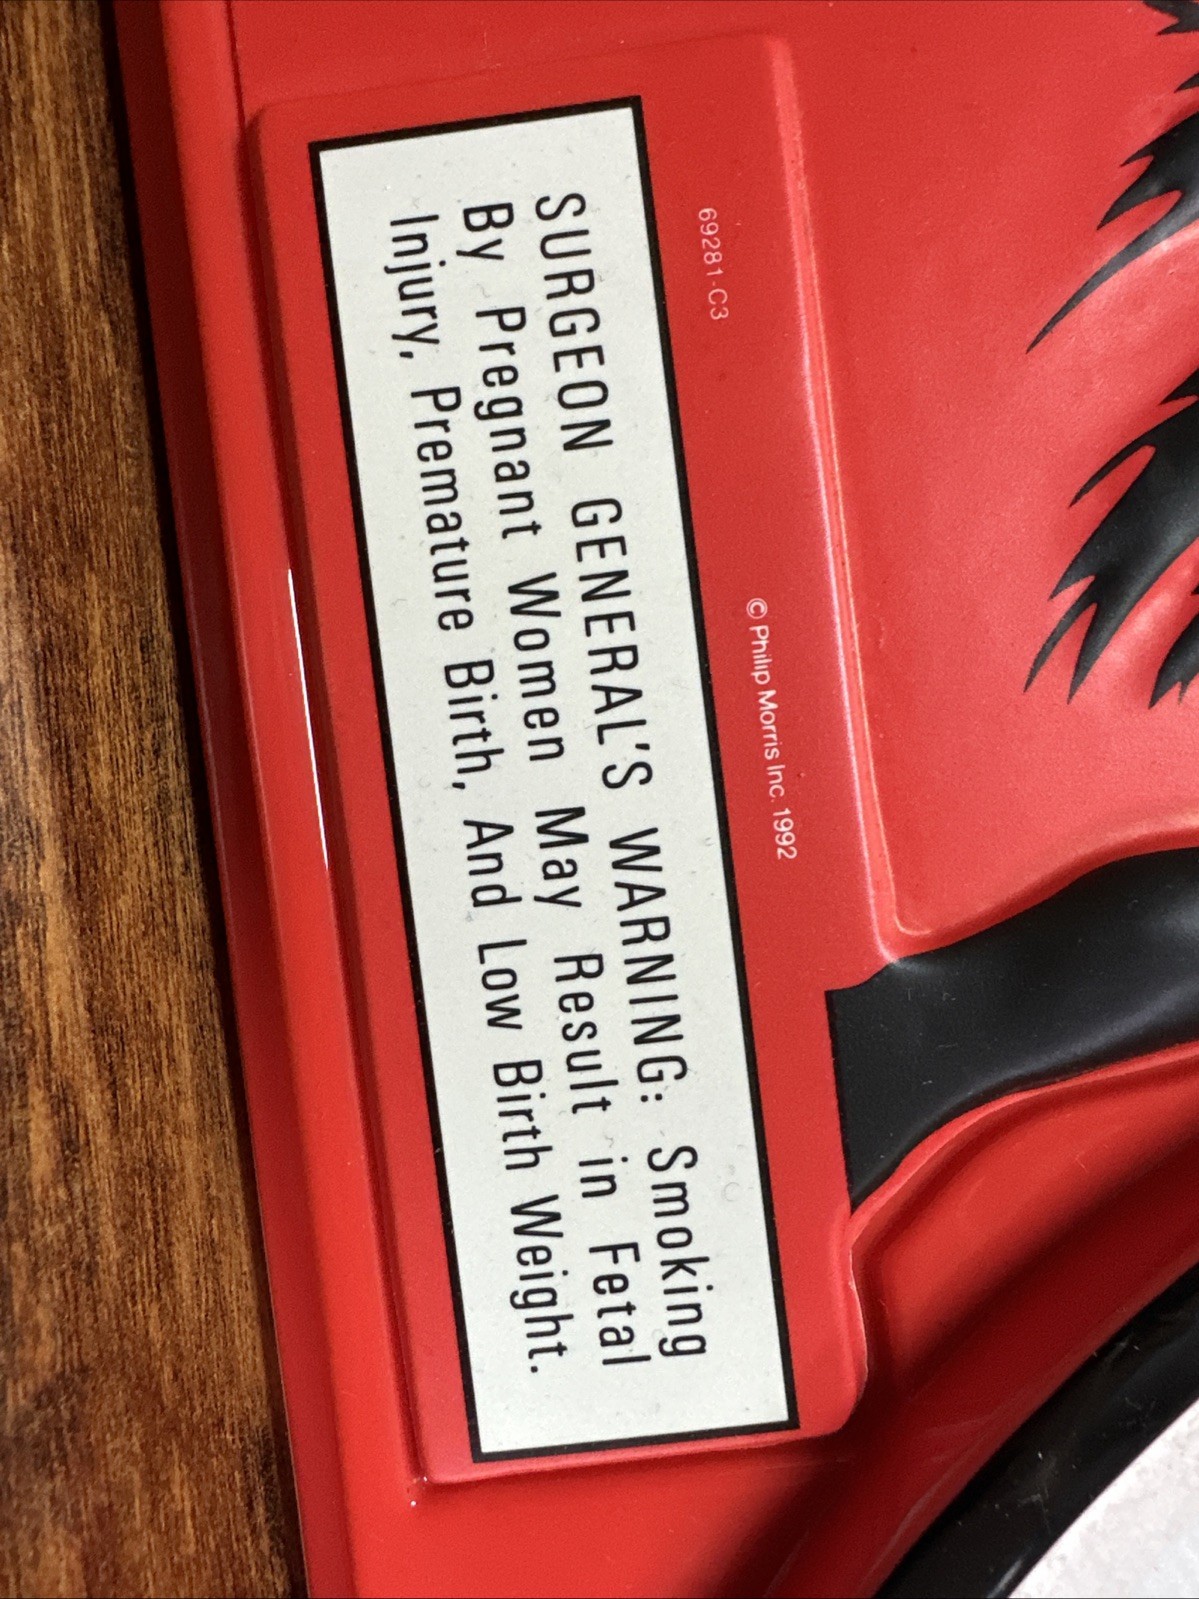 69281-C3
© Philip Morris Inc. 1992
SURGEON GENERAL'S WARNING: Smoking
By Pregnant Women May Result in Fetal
Injury, Premature Birth, And Low Birth Weight.